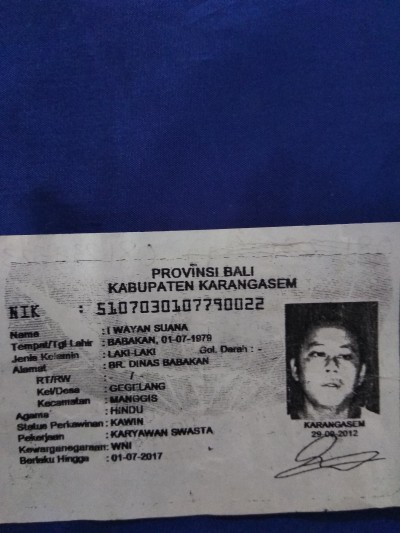 PROVINSI BALI
KABUPATEN KARANGASEM
NIK : 5107030107790022
Nama : I WAYAN SUANA
Tempat/Tgl Lahir : BABAKAN, 01-07-1979
Jenis Kelamin : LAKI-LAKI Gol. Darah : -
Alamat : BR. DINAS BABAKAN
RT/RW : - / -
Kel/Desa : GEGELANG
Kecamatan : MANGGIS
Agama : HINDU
Status Perkawinan : KAWIN
Pekerjaan : KARYAWAN SWASTA
Kewarganegaraan : WNI
Berlaku Hingga : 01-07-2017
KARANGASEM
29-08-2012